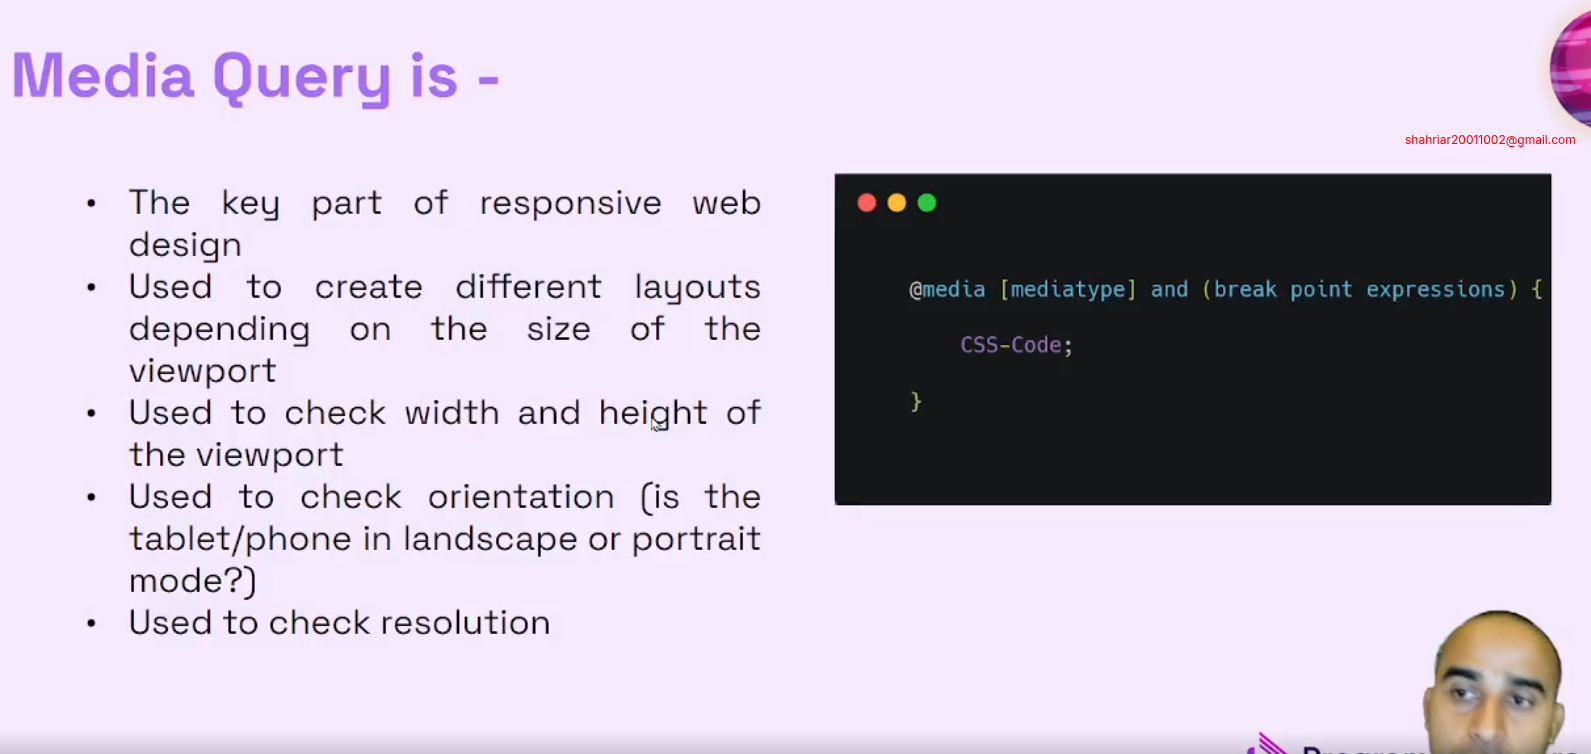 Media Query is -
shahriar20011002@gmail.com
• The key part of responsive web
design
• Used to create different layouts
depending on the size of the
viewport
• Used to check width and height of
the viewport
• Used to check orientation (is the
tablet/phone in landscape or portrait
mode?)
• Used to check resolution
@media [mediatype] and (break point expressions) {
CSS-Code;
}